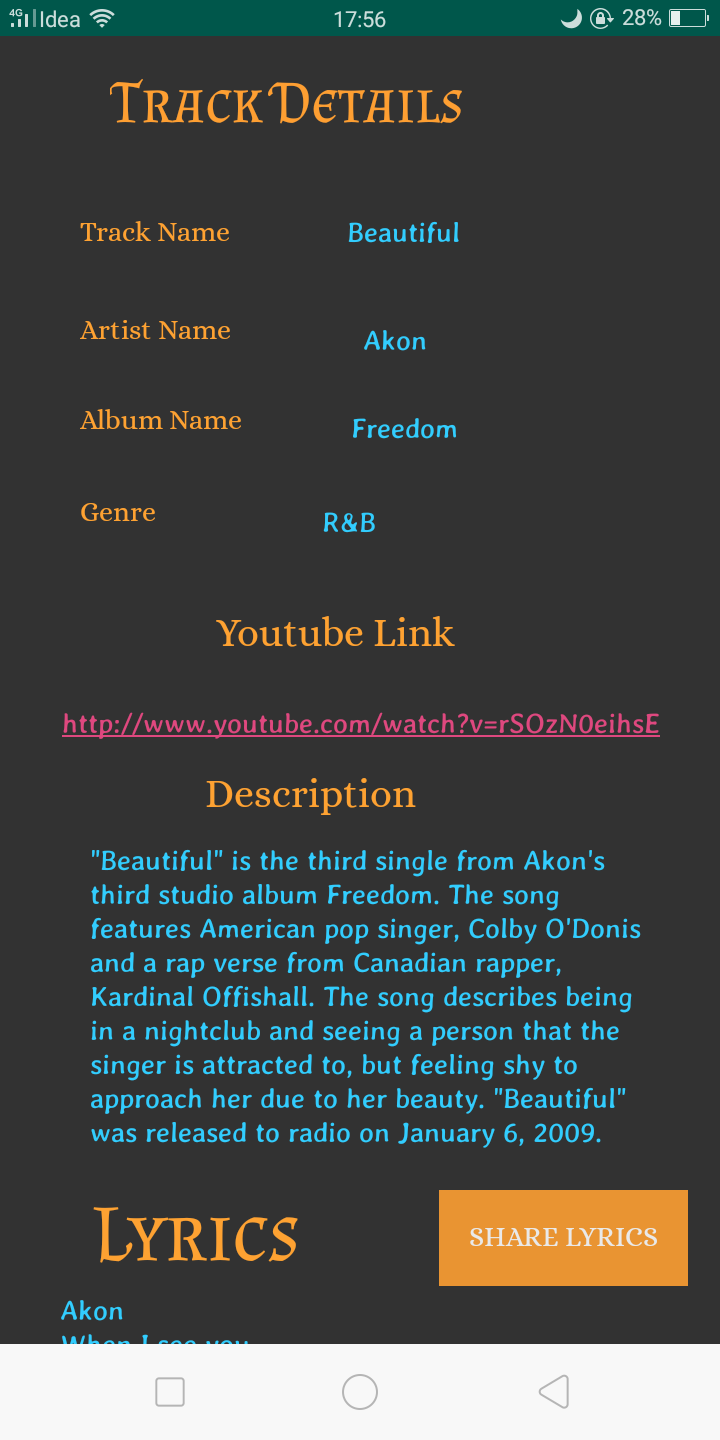 4G Idea 17:56 28%
Track Details
Track Name Beautiful
Artist Name Akon
Album Name Freedom
Genre R&B
Youtube Link
http://www.youtube.com/watch?v=rSOzN0eihsE
Description
"Beautiful" is the third single from Akon's
third studio album Freedom. The song
features American pop singer, Colby O'Donis
and a rap verse from Canadian rapper,
Kardinal Offishall. The song describes being
in a nightclub and seeing a person that the
singer is attracted to, but feeling shy to
approach her due to her beauty. "Beautiful"
was released to radio on January 6, 2009.
Lyrics SHARE LYRICS
Akon
When I see you